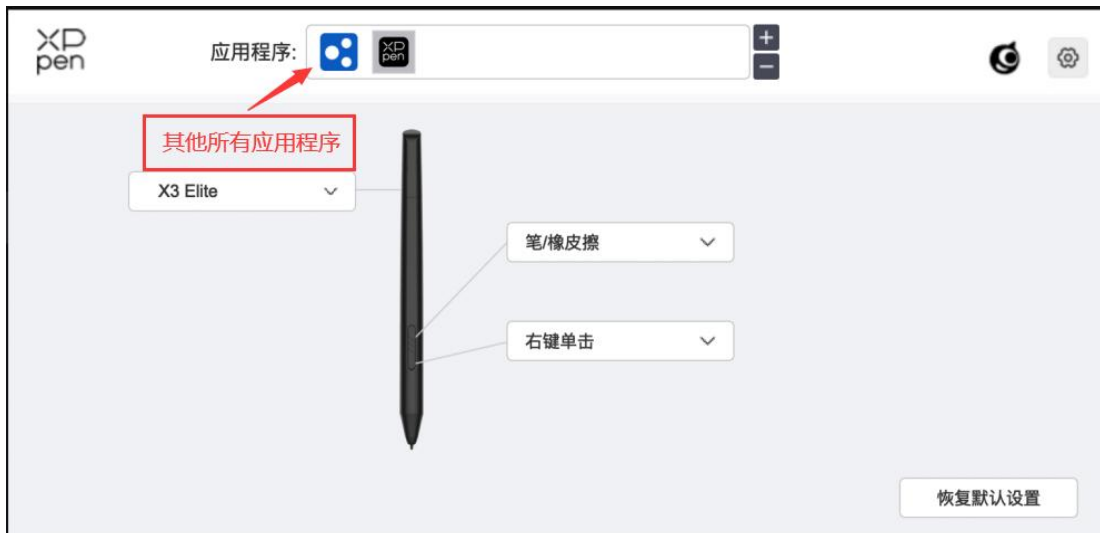 XP
pen
应用程序:
XP
pen
+
−
其他所有应用程序
X3 Elite
笔/橡皮擦
右键单击
恢复默认设置